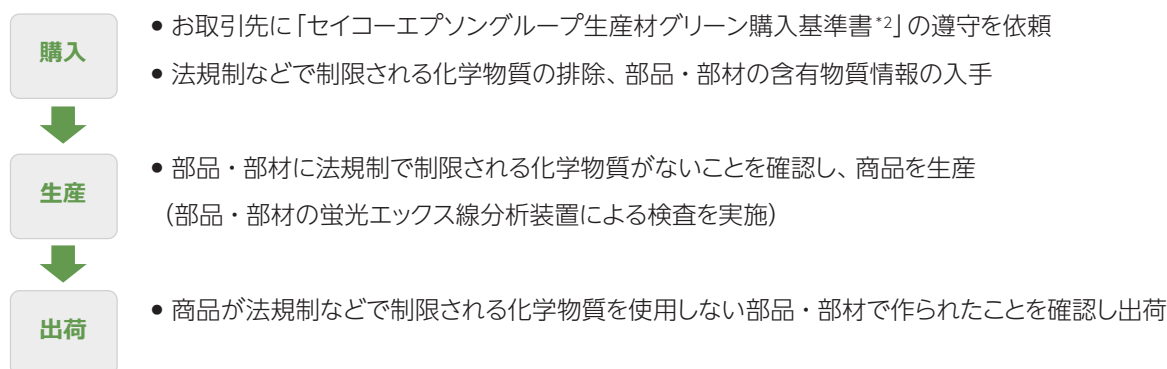 購入
● お取引先に「セイコーエプソングループ生産材グリーン購入基準書*2」の遵守を依頼
● 法規制などで制限される化学物質の排除、部品・部材の含有物質情報の入手
生産
● 部品・部材に法規制で制限される化学物質がないことを確認し、商品を生産
（部品・部材の蛍光エックス線分析装置による検査を実施）
出荷
● 商品が法規制などで制限される化学物質を使用しない部品・部材で作られたことを確認し出荷